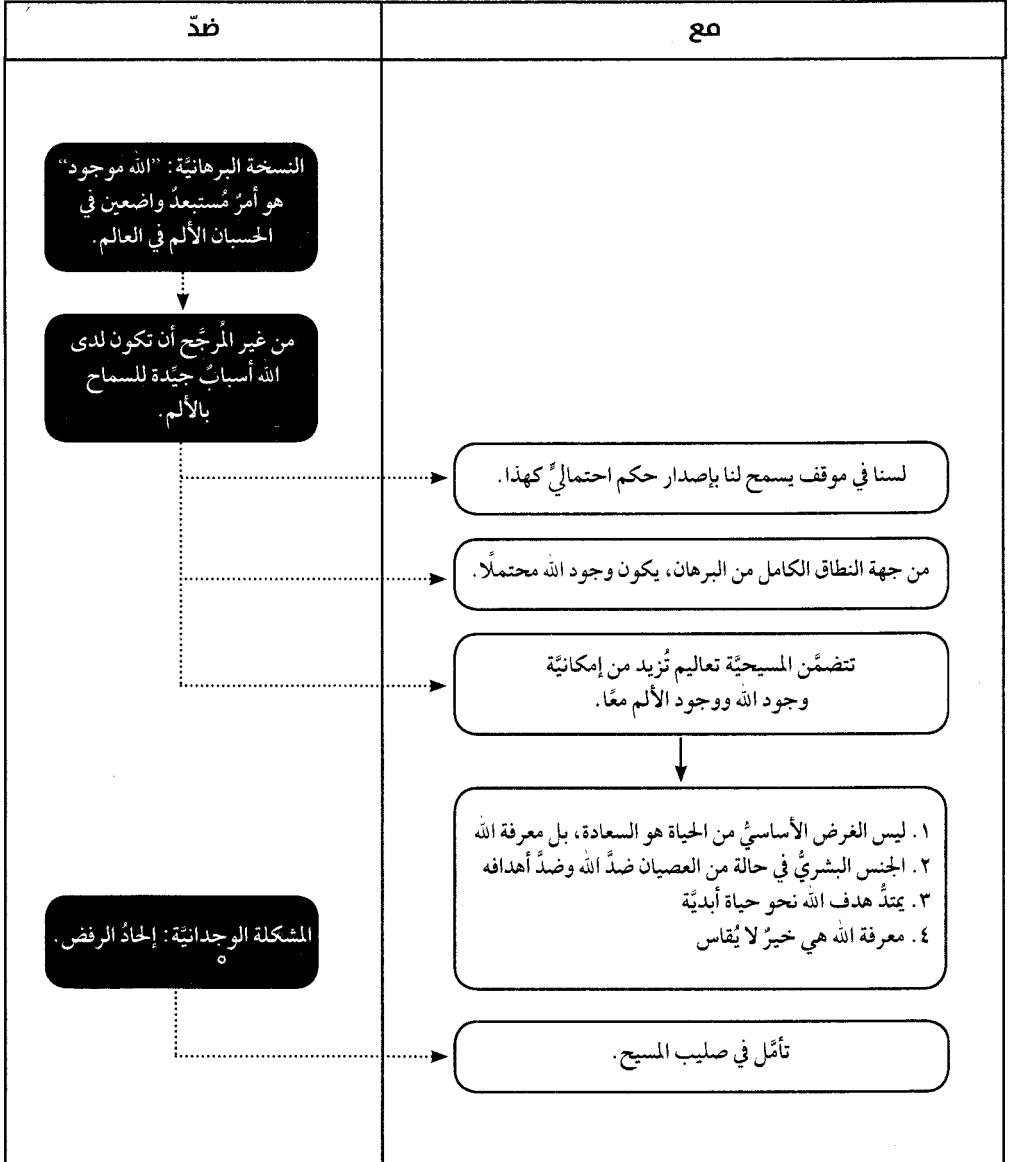 مع
ضدّ
النسخة البرهانيَّة: "الله موجود"
هو أمرٌ مُستبعدٌ واضعين في
الحسبان الألم في العالم.
من غير المُرجَّح أن تكون لدى
الله أسبابٌ جيِّدة للسماح
بالألم.
لسنا في موقف يسمح لنا بإصدار حكم احتماليٍّ كهذا.
من جهة النطاق الكامل من البرهان، يكون وجود الله محتملًا.
تتضمَّن المسيحيَّة تعاليم تُزيد من إمكانيَّة
وجود الله ووجود الألم معًا.
١. ليس الغرض الأساسيُّ من الحياة هو السعادة، بل معرفة الله
٢. الجنس البشريُّ في حالة من العصيان ضدَّ الله وضدَّ أهدافه
٣. يمتدُّ هدف الله نحو حياة أبديَّة
٤. معرفة الله هي خيرٌ لا يُقاس
المشكلة الوجدانيَّة: إلحادُ الرفض.
تأمَّل في صليب المسيح.